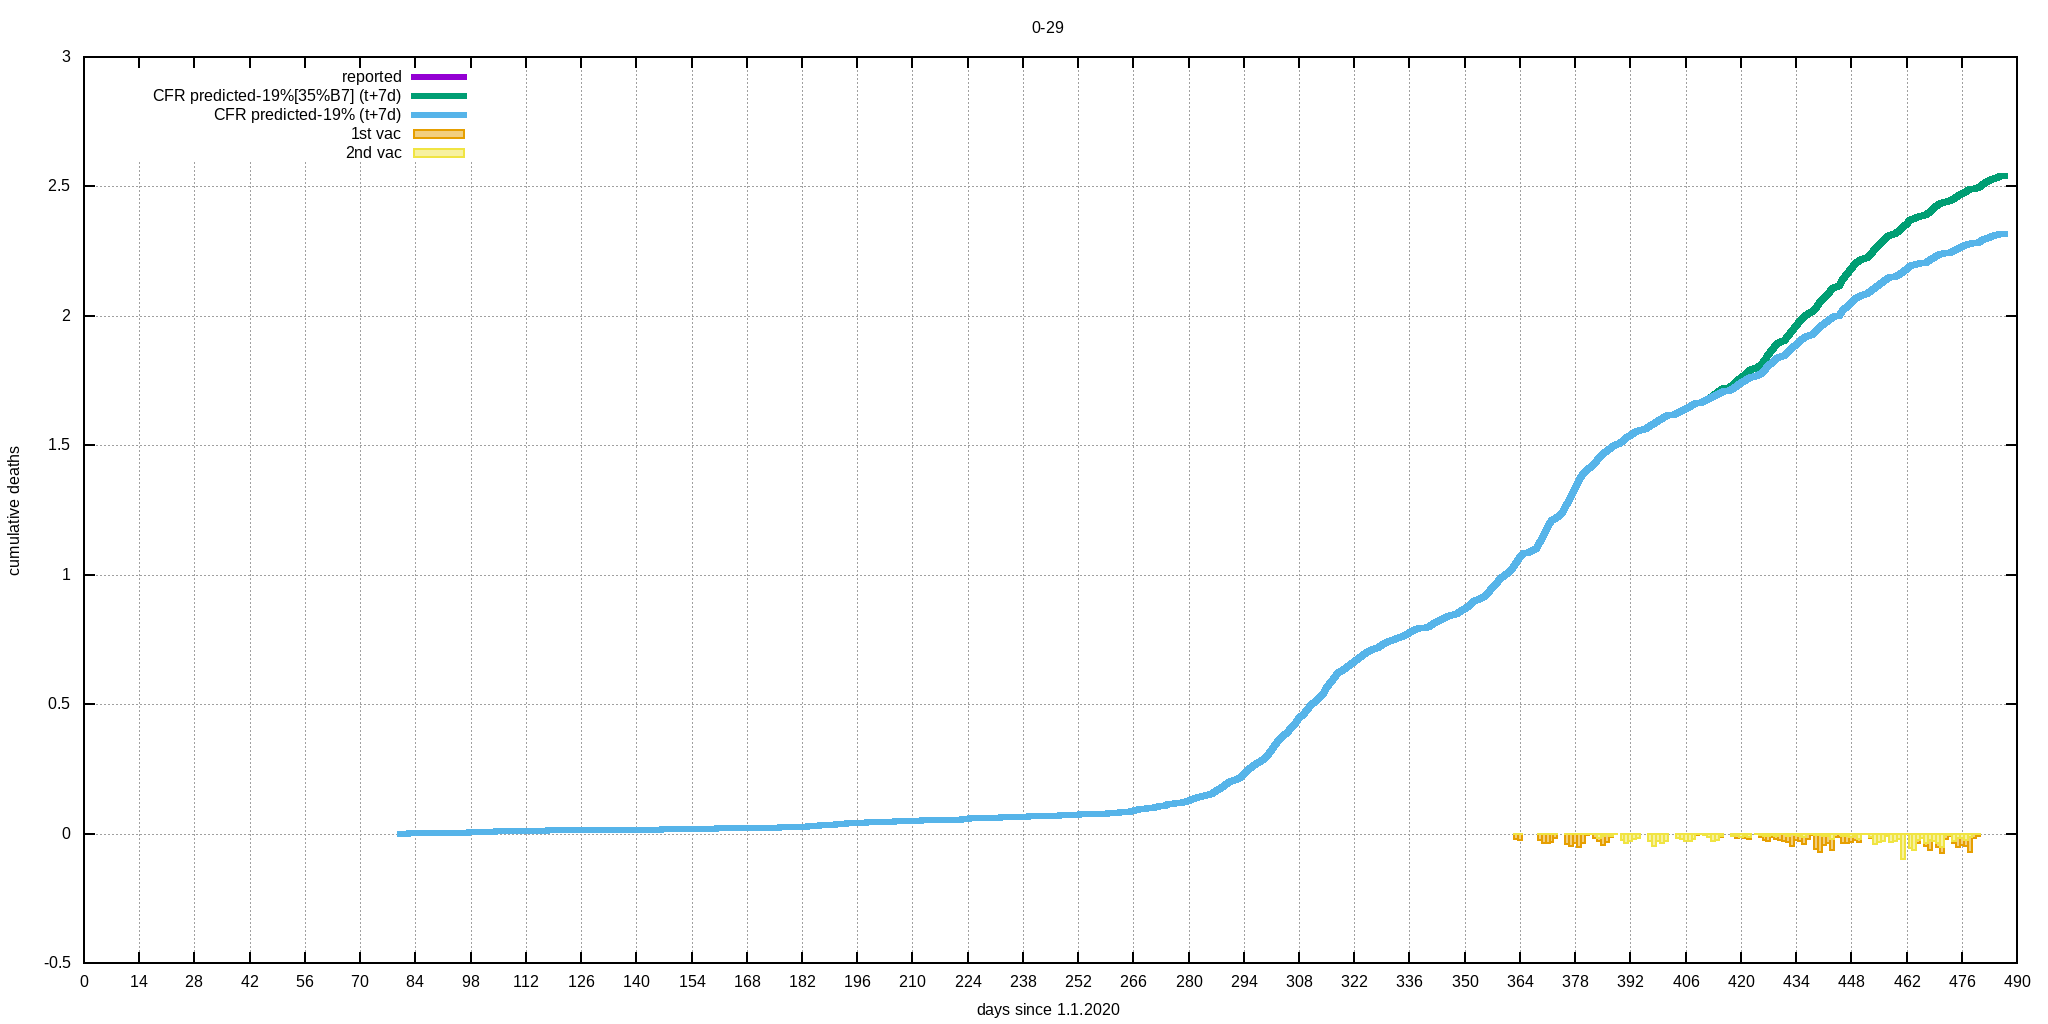 0-29
reported
CFR predicted-19%[35%B7] (t+7d)
CFR predicted-19% (t+7d)
1st vac
2nd vac
3
2.5
2
1.5
1
0.5
0
-0.5
cumulative deaths
0 14 28 42 56 70 84 98 112 126 140 154 168 182 196 210 224 238 252 266 280 294 308 322 336 350 364 378 392 406 420 434 448 462 476 490
days since 1.1.2020